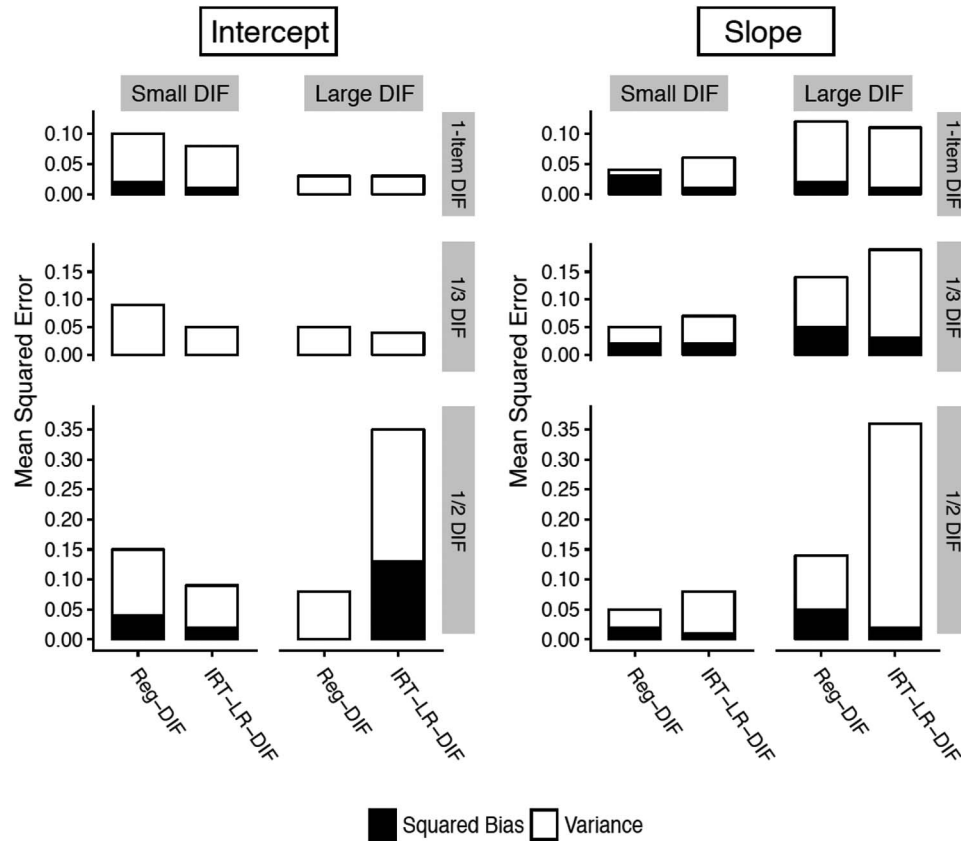 Intercept
Slope
Small DIF
Large DIF
Small DIF
Large DIF
0.10
0.05
0.00
1-Item DIF
0.10
0.05
0.00
1-Item DIF
Mean Squared Error
0.15
0.10
0.05
0.00
1/3 DIF
Mean Squared Error
0.15
0.10
0.05
0.00
1/3 DIF
0.35
0.30
0.25
0.20
0.15
0.10
0.05
0.00
1/2 DIF
0.35
0.30
0.25
0.20
0.15
0.10
0.05
0.00
1/2 DIF
Reg−DIF
IRT−LR−DIF
Reg−DIF
IRT−LR−DIF
Reg−DIF
IRT−LR−DIF
Reg−DIF
IRT−LR−DIF
Squared Bias
Variance